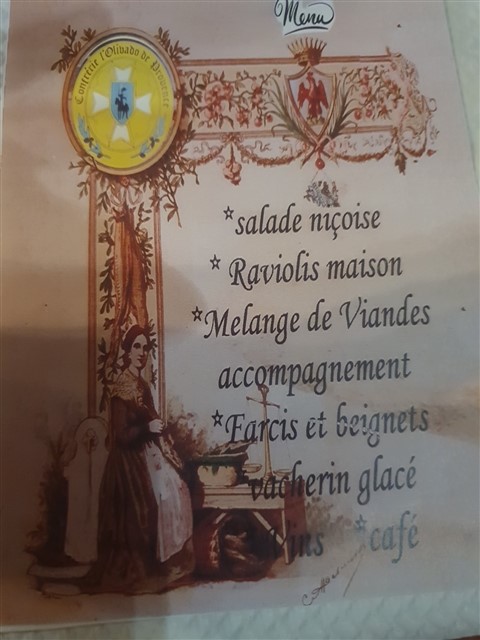 Menu
Confrérie l'Olivado de Provence
*salade niçoise
* Raviolis maison
*Melange de Viandes
accompagnement
*Farcis et beignets
*vacherin glacé
Vins *café